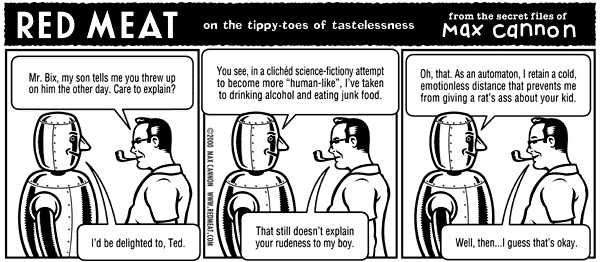 RED MEAT
on the tippy-toes of tastelessness
from the secret files of
Max cannon
Mr. Bix, my son tells me you threw up
on him the other day. Care to explain?
I'd be delighted to, Ted.
©2000 MAX CANNON WWW.REDMEAT.COM
You see, in a clichéd science-fictiony attempt
to become more “human-like”, I've taken
to drinking alcohol and eating junk food.
That still doesn't explain
your rudeness to my boy.
Oh, that. As an automaton, I retain a cold,
emotionless distance that prevents me
from giving a rat's ass about your kid.
Well, then...I guess that's okay.